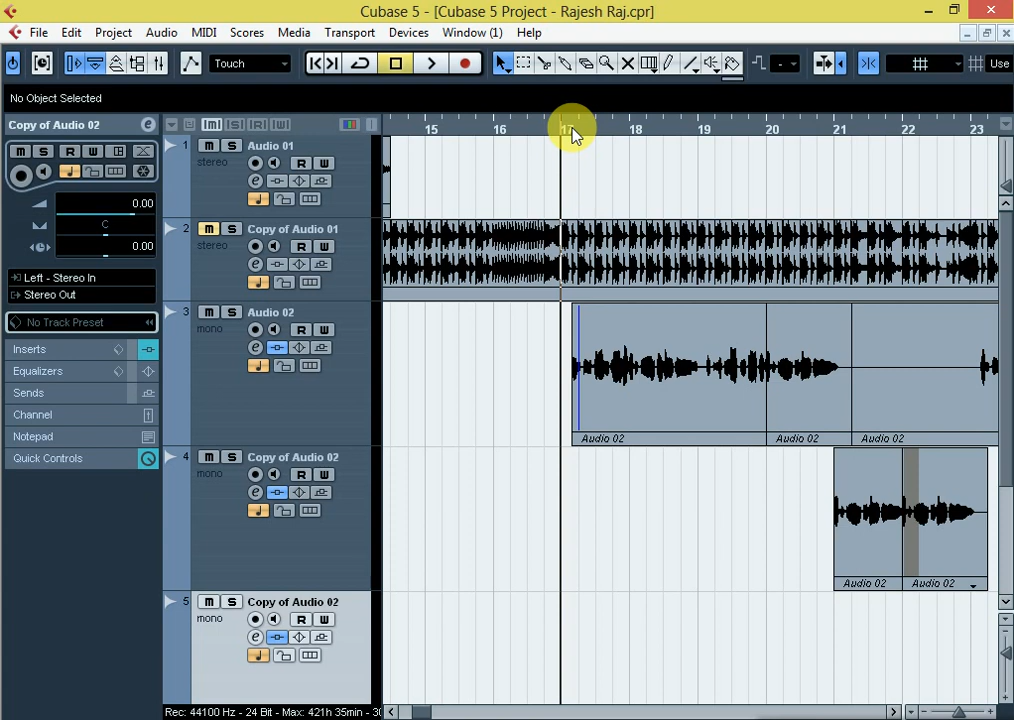 Cubase 5 - [Cubase 5 Project - Rajesh Raj.cpr]
File Edit Project Audio MIDI Scores Media Transport Devices Window (1) Help
Touch
Use
No Object Selected
Copy of Audio 02
0.00
C
0.00
Left - Stereo In
Stereo Out
No Track Preset
Inserts
Equalizers
Sends
Channel
Notepad
Quick Controls
15 16 17 18 19 20 21 22 23
1 m S Audio 01
stereo
R W
2 m S Copy of Audio 01
stereo
R W
3 m S Audio 02
mono
R W
Audio 02 Audio 02 Audio 02
4 m S Copy of Audio 02
mono
R W
Audio 02 Audio 02
5 m S Copy of Audio 02
mono
R W
Rec: 44100 Hz - 24 Bit - Max: 421h 35min - 30